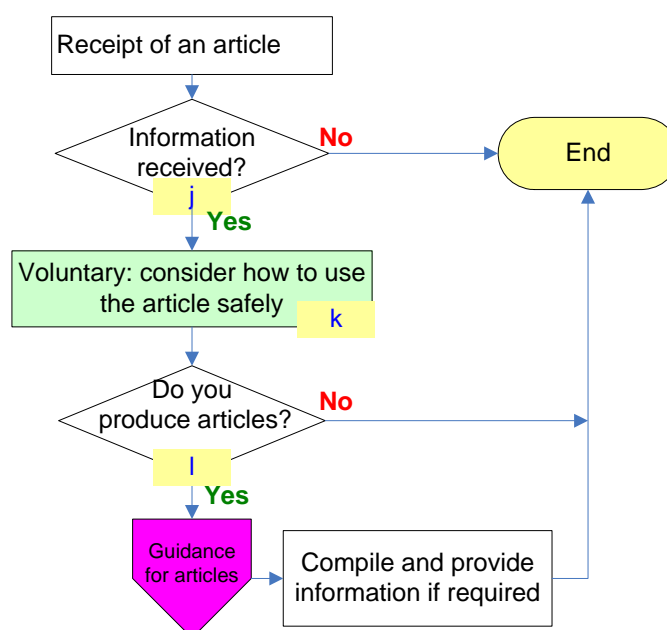 Receipt of an article
Information
received?
No
End
j
Yes
Voluntary: consider how to use
the article safely
k
Do you
produce articles?
No
l
Yes
Guidance
for articles
Compile and provide
information if required